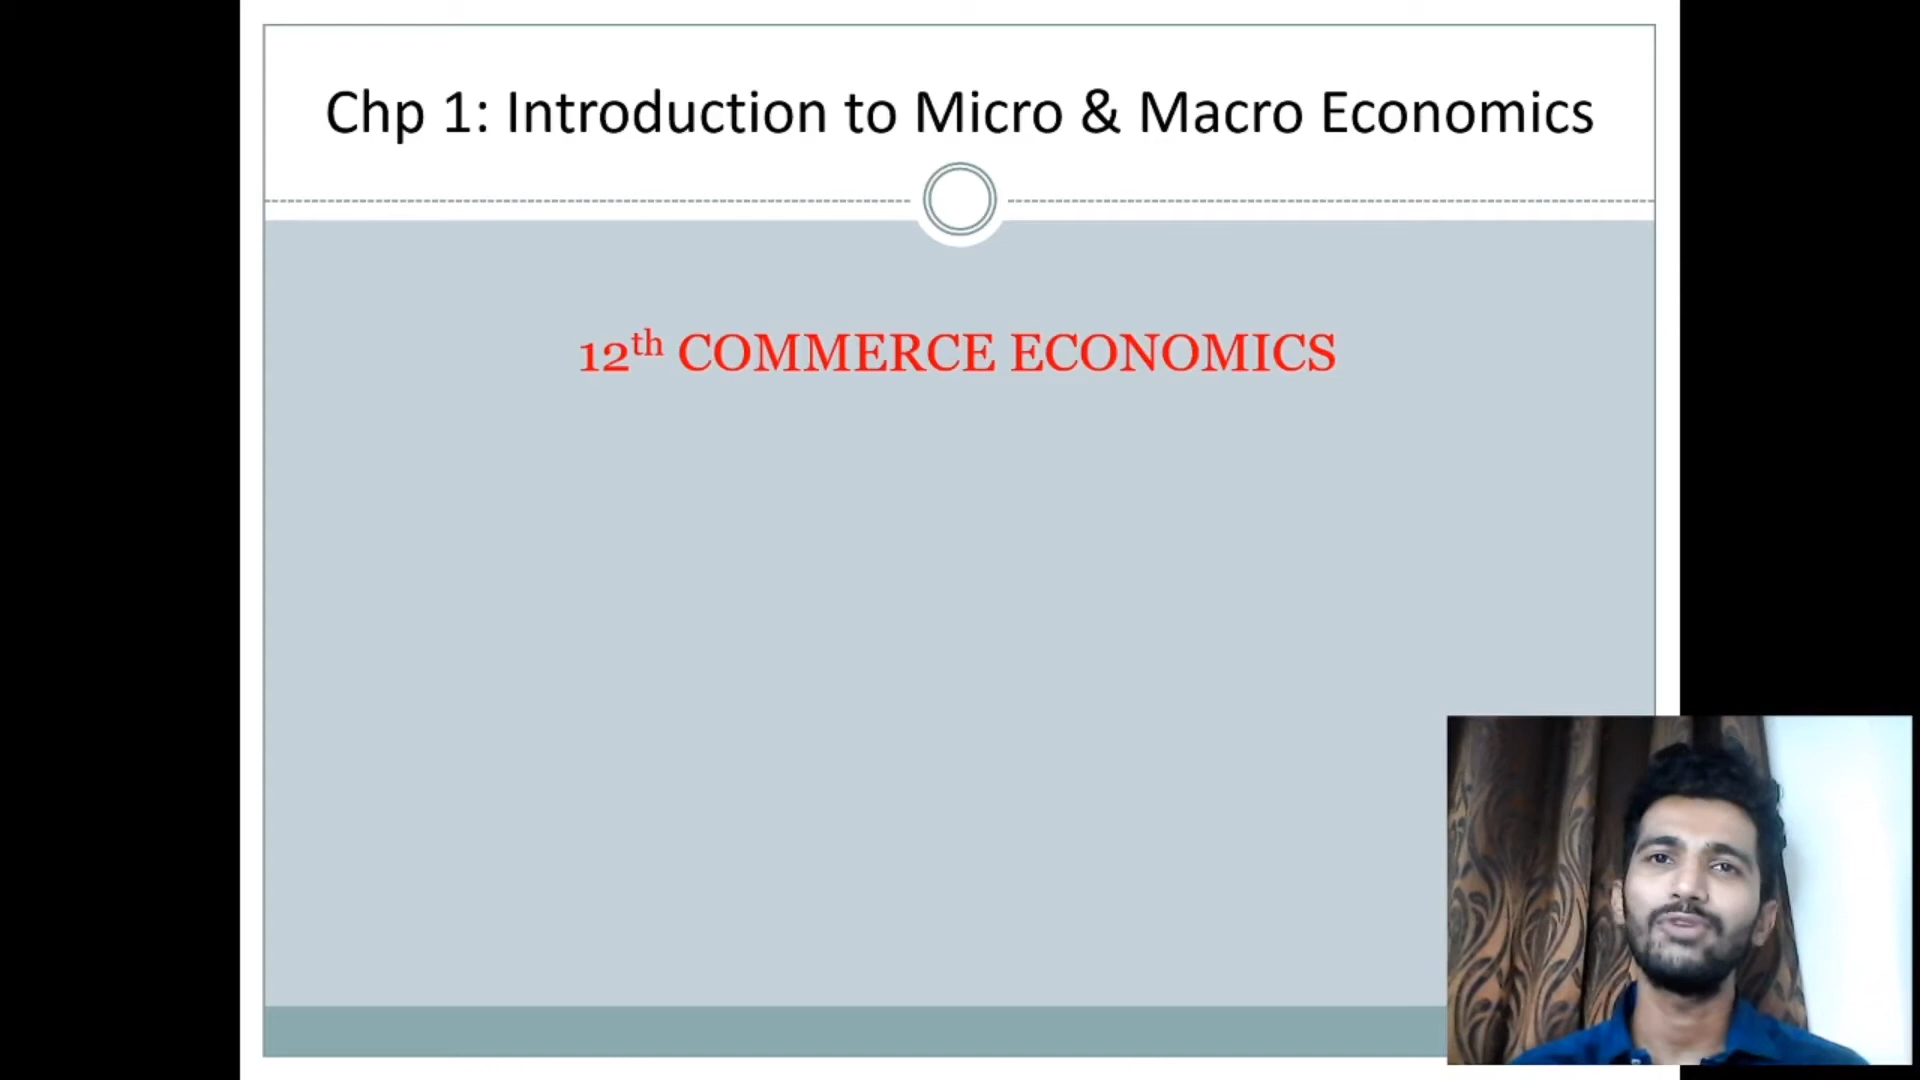 Chp 1: Introduction to Micro & Macro Economics
12th COMMERCE ECONOMICS